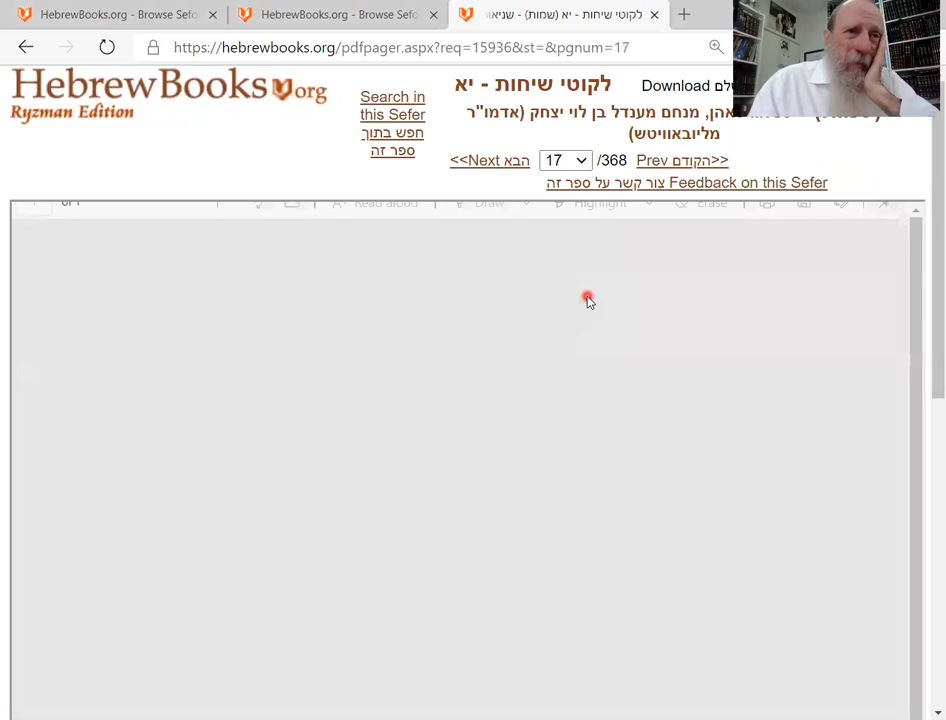 HebrewBooks.org - Browse Sefo
HebrewBooks.org - Browse Sefo
לקוטי שיחות - יא (שמות) - שניאור
https://hebrewbooks.org/pdfpager.aspx?req=15936&st=&pgnum=17
HebrewBooks.org
Ryzman Edition
Search in
this Sefer
חפש בתוך
ספר זה
לקוטי שיחות - יא
Download
מנחם מענדל בן לוי יצחק (אדמו"ר
מליובאוויטש)
<<Next הבא 17 /368 Prev הקודם>>
צור קשר על ספר זה Feedback on this Sefer
Read aloud Draw Highlight Erase